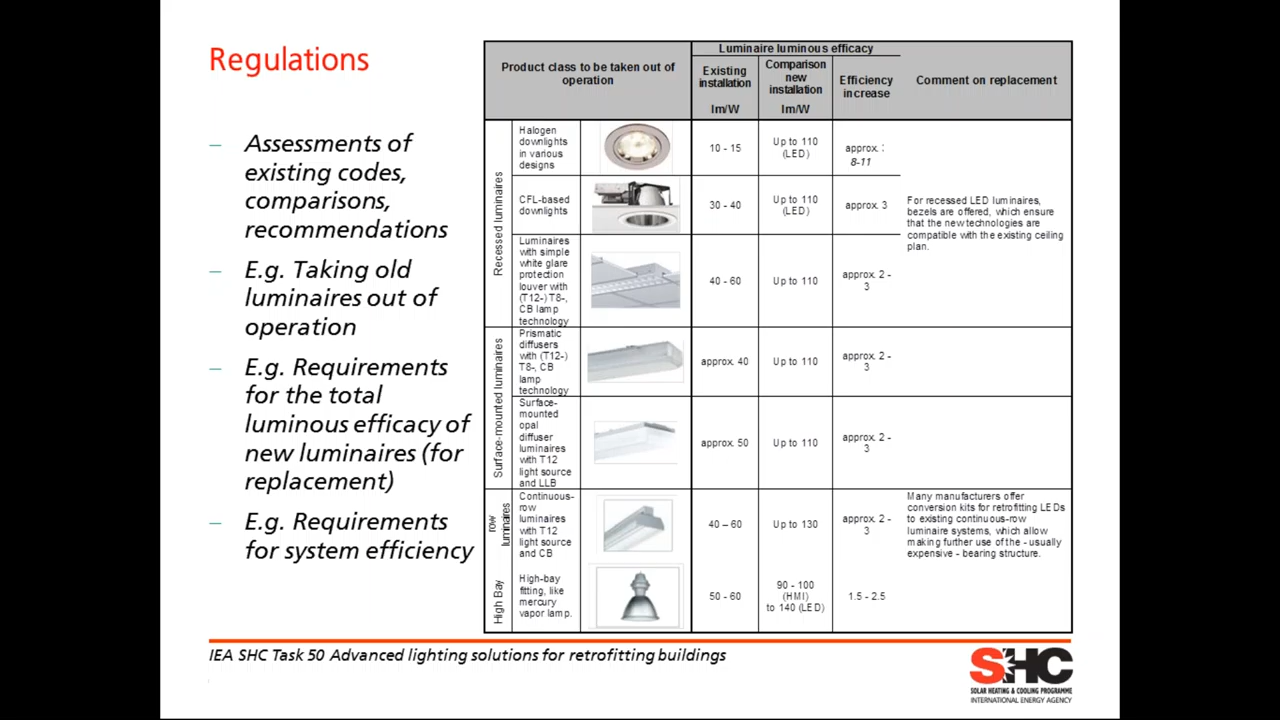 Regulations
– Assessments of
existing codes,
comparisons,
recommendations
– E.g. Taking old
luminaires out of
operation
– E.g. Requirements
for the total
luminous efficacy of
new luminaires (for
replacement)
– E.g. Requirements
for system efficiency
Product class to be taken out of
operation
Luminaire luminous efficacy
Existing
installation
lm/W
Comparison
new
installation
lm/W
Efficiency
increase
Comment on replacement
Recessed luminaires
Halogen
downlights
in various
designs
10 - 15
Up to 110
(LED)
approx. :
8-11
CFL-based
downlights
30 - 40
Up to 110
(LED)
approx. 3
For recessed LED luminaires,
bezels are offered, which ensure
that the new technologies are
compatible with the existing ceiling
plan.
Luminaires
with simple
white glare
protection
louver with
(T12-) T8-,
CB lamp
technology
40 - 60
Up to 110
approx. 2 -
3
Surface-mounted luminaires
Prismatic
diffusers
with (T12-)
T8-, CB
lamp
technology
approx. 40
Up to 110
approx. 2 -
3
Surface-
mounted
opal
diffuser
luminaires
with T12
light source
and LLB
approx. 50
Up to 110
approx. 2 -
3
row
luminaires
Continuous-
row
luminaires
with T12
light source
and CB
40 – 60
Up to 130
approx. 2 -
3
Many manufacturers offer
conversion kits for retrofitting LEDs
to existing continuous-row
luminaire systems, which allow
making further use of the - usually
expensive - bearing structure.
High Bay
High-bay
fitting, like
mercury
vapor lamp.
50 - 60
90 - 100
(HMI)
to 140 (LED)
1.5 - 2.5
IEA SHC Task 50 Advanced lighting solutions for retrofitting buildings
SHC
SOLAR HEATING & COOLING PROGRAMME
INTERNATIONAL ENERGY AGENCY